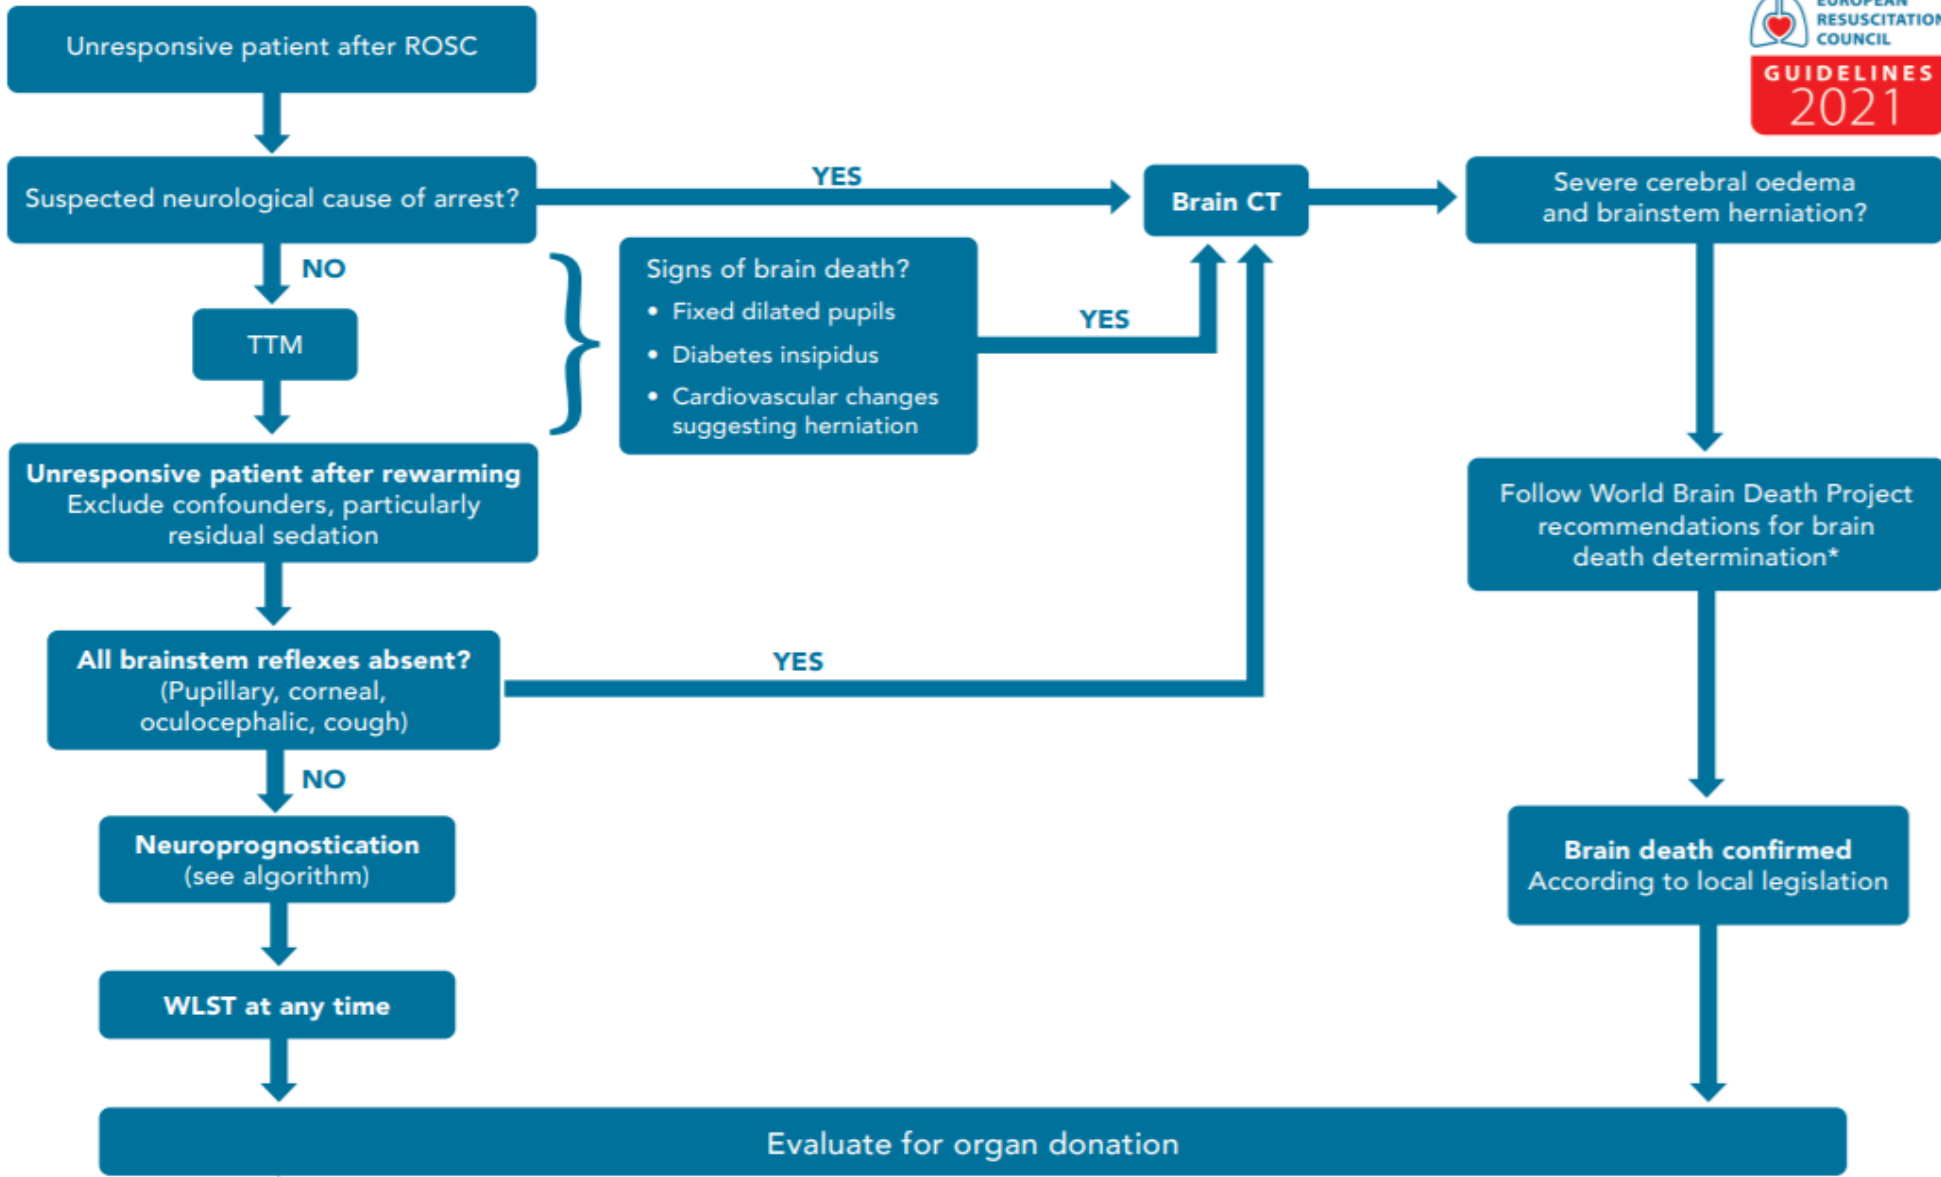 Unresponsive patient after ROSC
EUROPEAN
RESUSCITATION
COUNCIL
GUIDELINES
2021
Suspected neurological cause of arrest?
YES
Brain CT
Severe cerebral oedema
and brainstem herniation?
NO
TTM
Signs of brain death?
• Fixed dilated pupils
• Diabetes insipidus
• Cardiovascular changes
suggesting herniation
YES
Unresponsive patient after rewarming
Exclude confounders, particularly
residual sedation
Follow World Brain Death Project
recommendations for brain
death determination*
All brainstem reflexes absent?
(Pupillary, corneal,
oculocephalic, cough)
YES
NO
Neuroprognostication
(see algorithm)
Brain death confirmed
According to local legislation
WLST at any time
Evaluate for organ donation